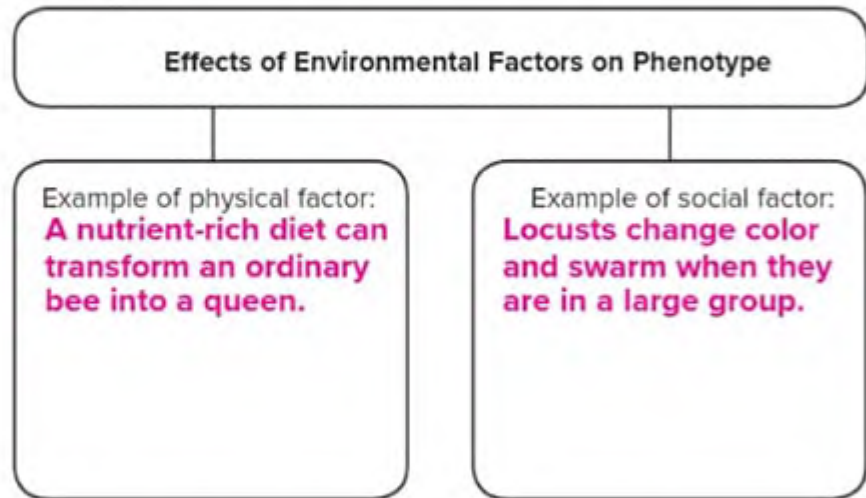 Effects of Environmental Factors on Phenotype
Example of physical factor:
A nutrient-rich diet can
transform an ordinary
bee into a queen.
Example of social factor:
Locusts change color
and swarm when they
are in a large group.